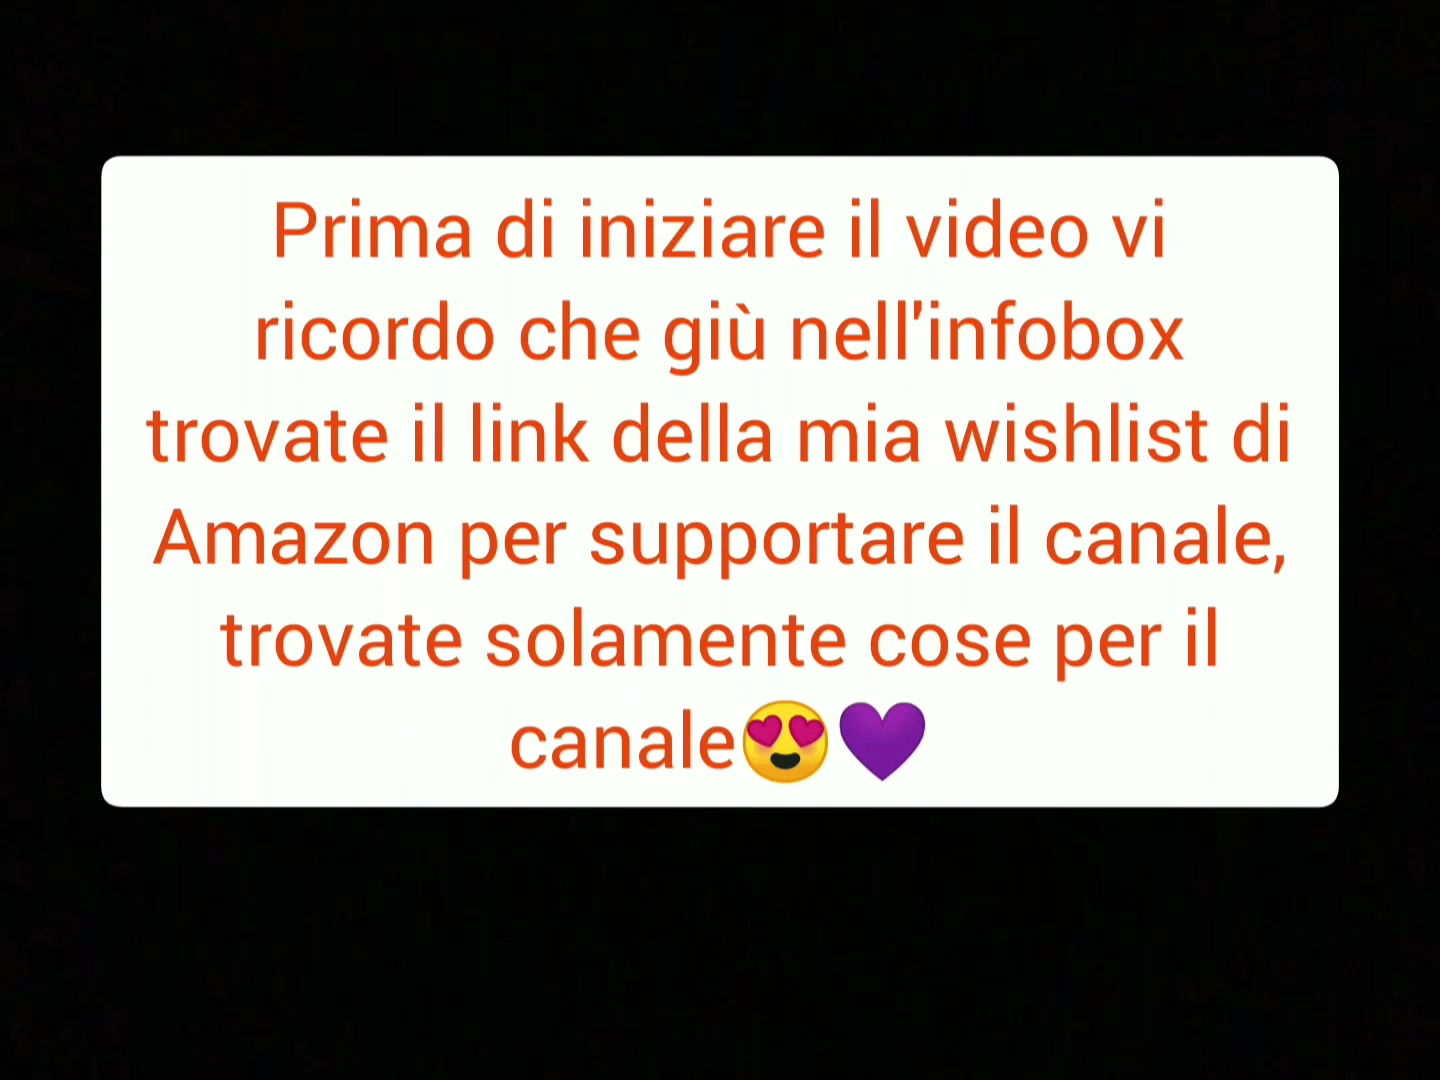 Prima di iniziare il video vi
ricordo che giù nell'infobox
trovate il link della mia wishlist di
Amazon per supportare il canale,
trovate solamente cose per il
canale😍💜